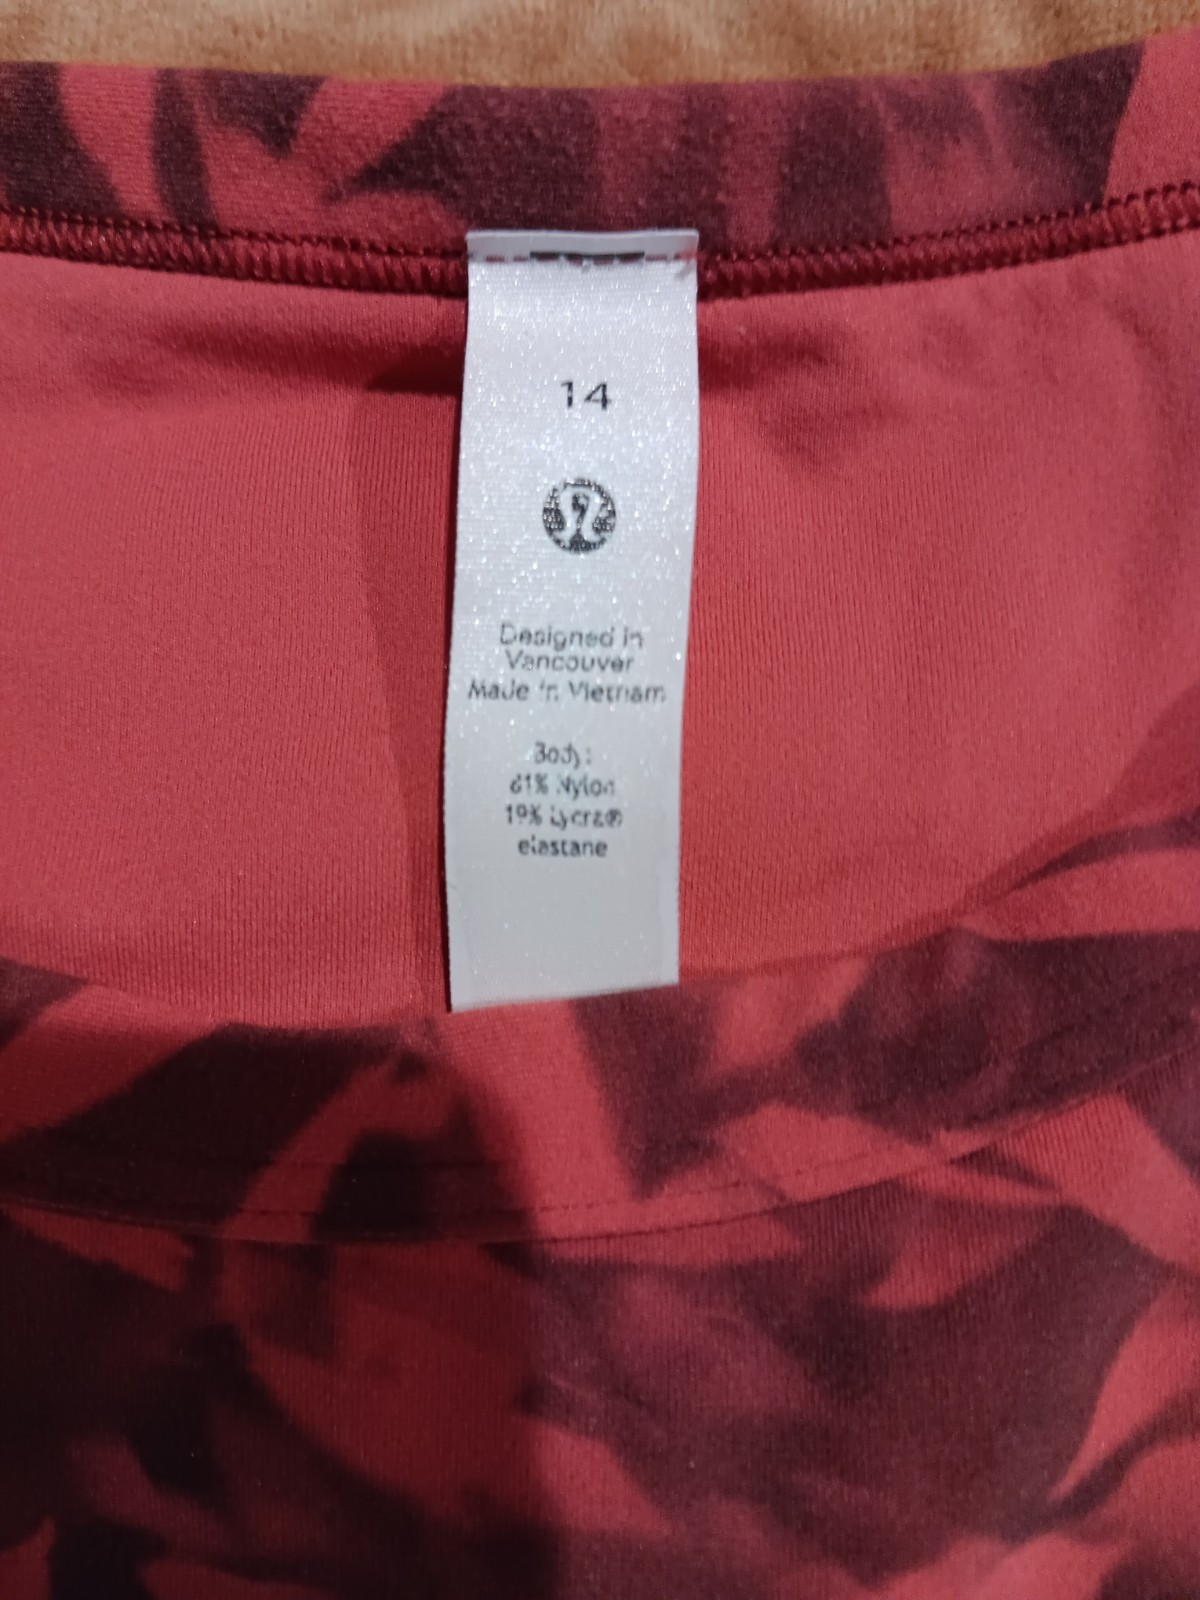 14
Designed in
Vancouver
Made in Vietnam
Body:
81% Nylon
19% Lycra®
elastane